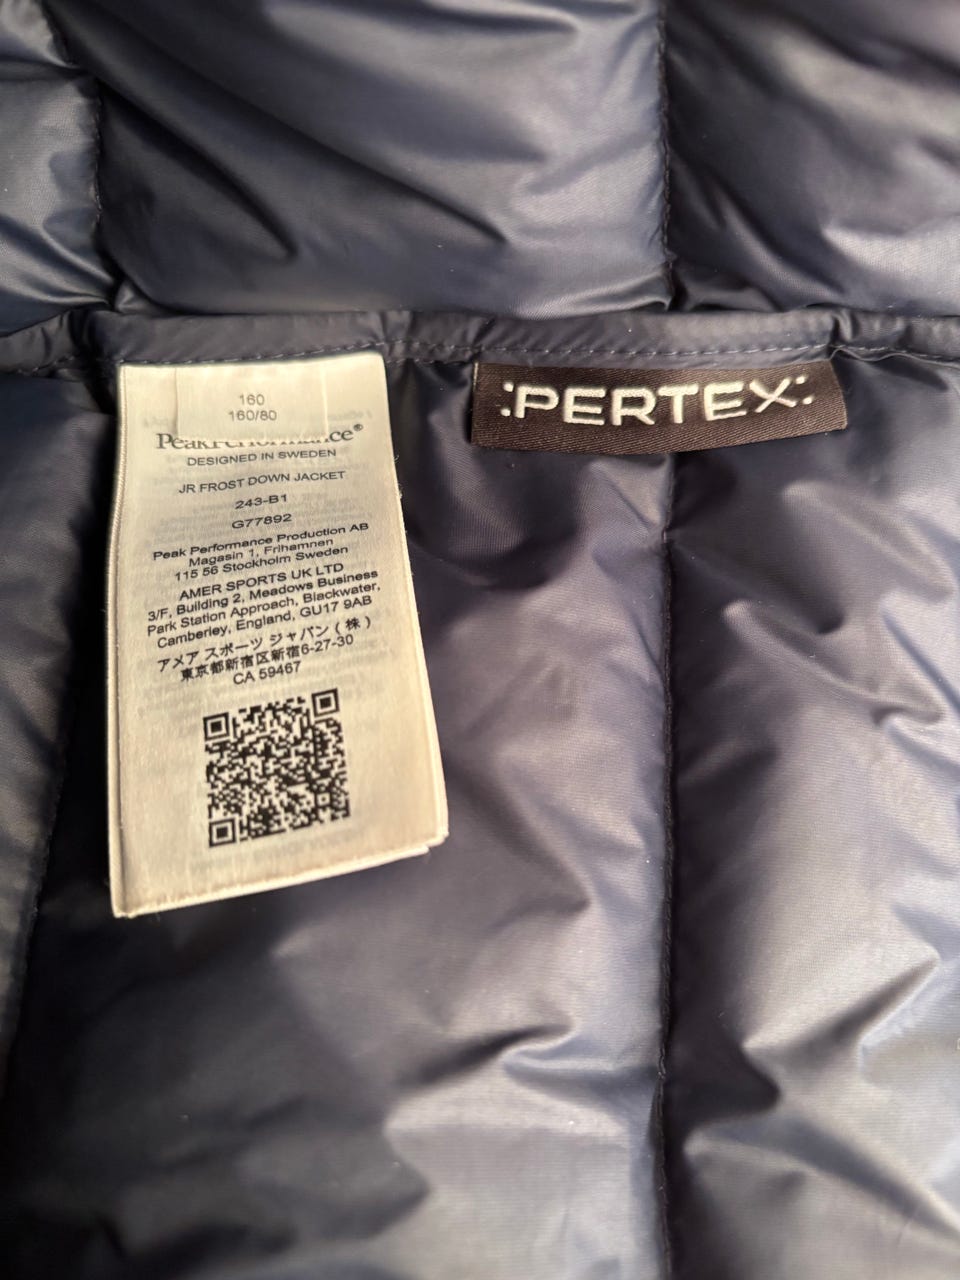 160
160/80
PeakPerformance®
DESIGNED IN SWEDEN
JR FROST DOWN JACKET
243-B1
G77892
Peak Performance Production AB
Magasin 1, Frihamnen
115 56 Stockholm Sweden
AMER SPORTS UK LTD
3/F, Building 2, Meadows Business
Park Station Approach, Blackwater,
Camberley, England, GU17 9AB
アメア スポーツ ジャパン ( 株 )
東京都新宿区新宿6-27-30
CA 59467
:PERTEX: